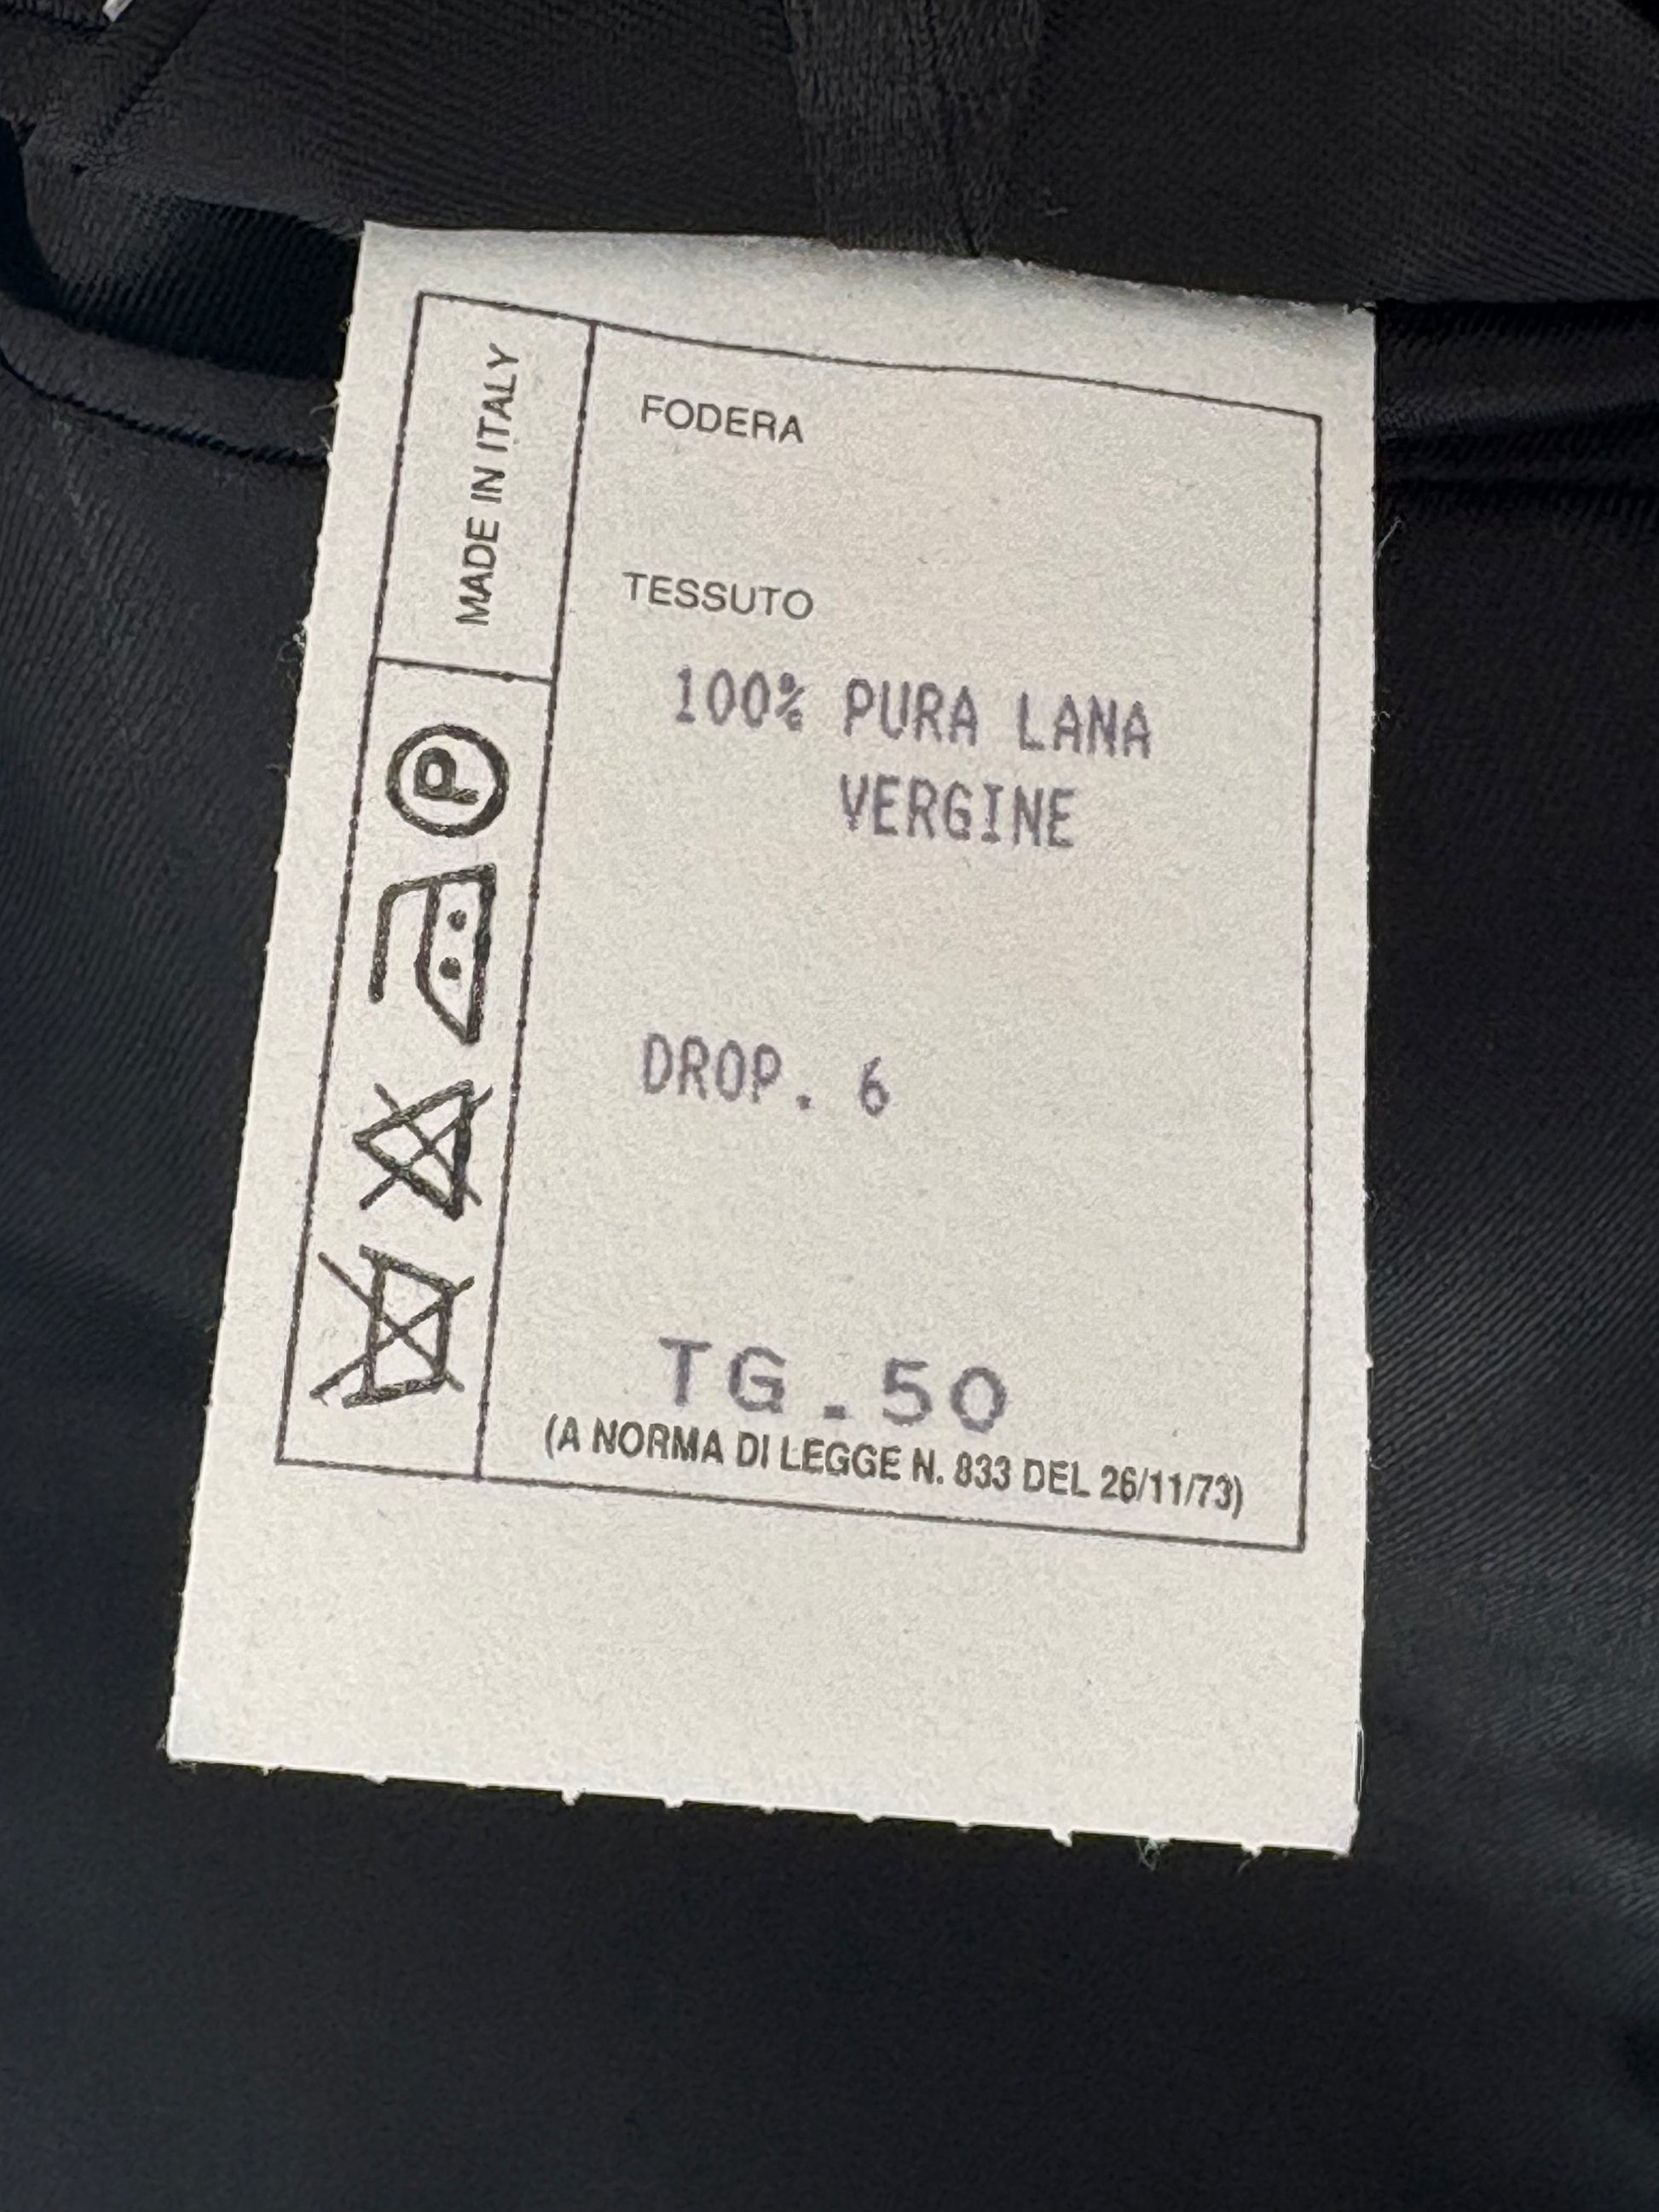 MADE IN ITALY
FODERA
TESSUTO
100% PURA LANA
VERGINE
DROP. 6
TG.50
(A NORMA DI LEGGE N. 833 DEL 26/11/73)
P